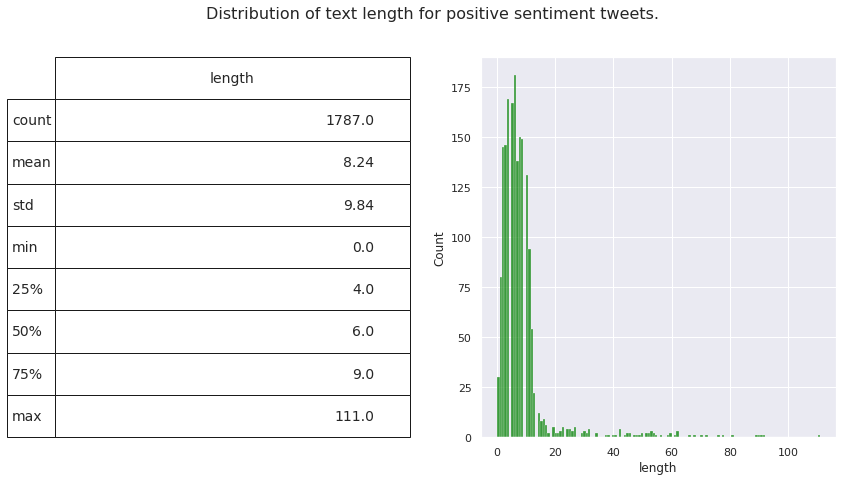 Distribution of text length for positive sentiment tweets.
length
count 1787.0
mean 8.24
std 9.84
min 0.0
25% 4.0
50% 6.0
75% 9.0
max 111.0
Count
175
150
125
100
75
50
25
0
0 20 40 60 80 100
length